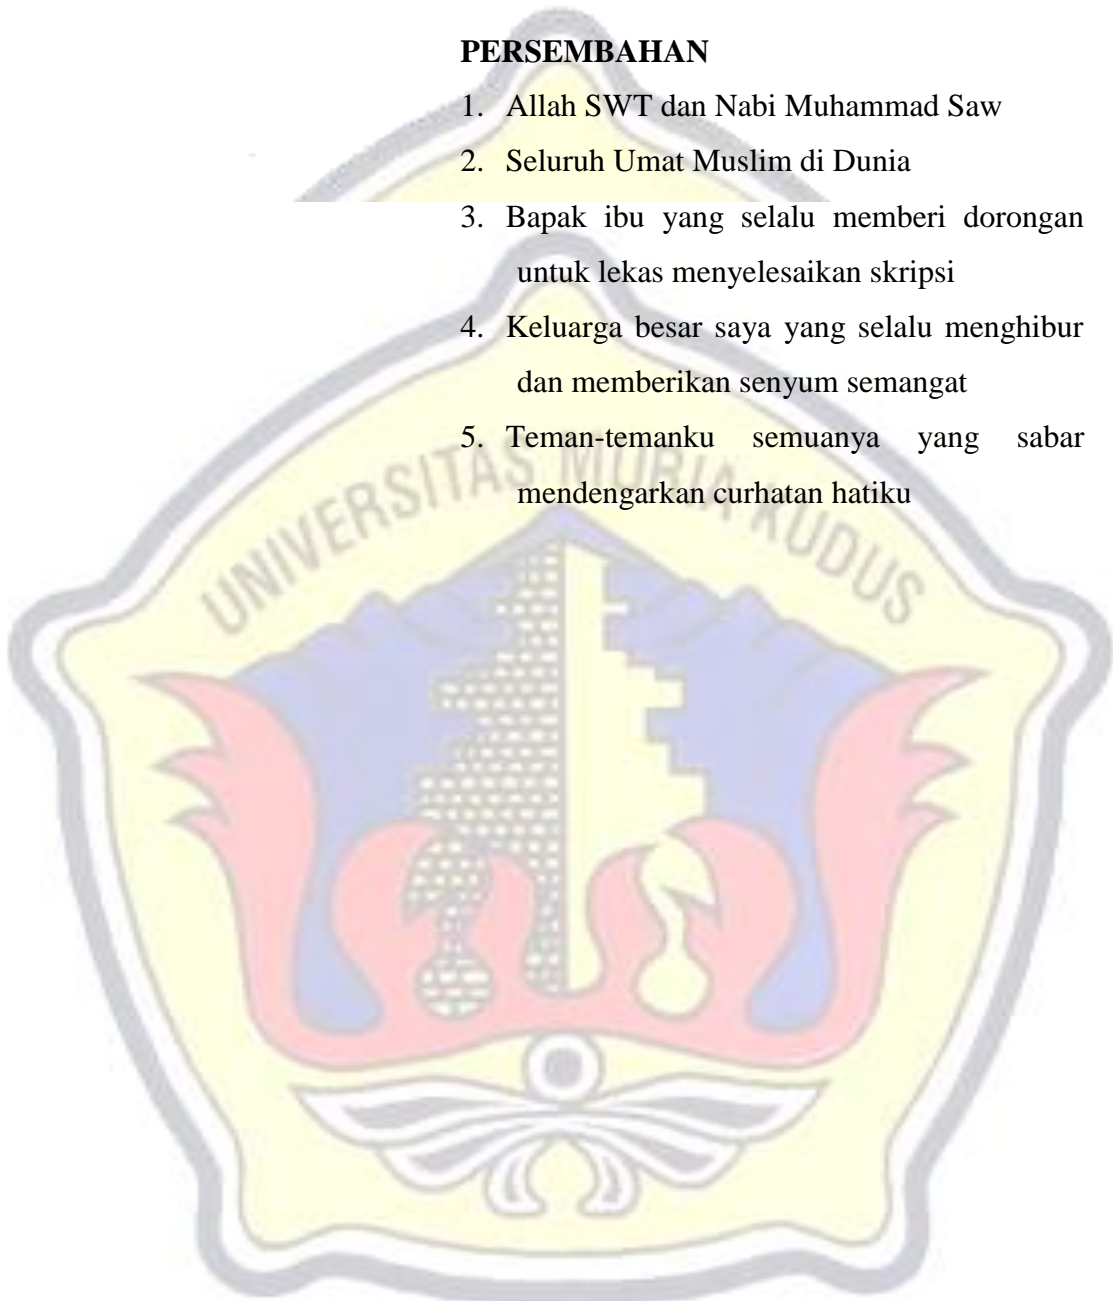 PERSEMBAHAN
1. Allah SWT dan Nabi Muhammad Saw
2. Seluruh Umat Muslim di Dunia
3. Bapak ibu yang selalu memberi dorongan
untuk lekas menyelesaikan skripsi
4. Keluarga besar saya yang selalu menghibur
dan memberikan senyum semangat
5. Teman-temanku semuanya yang sabar
mendengarkan curhatan hatiku
UNIVERSITAS MURIA KUDUS